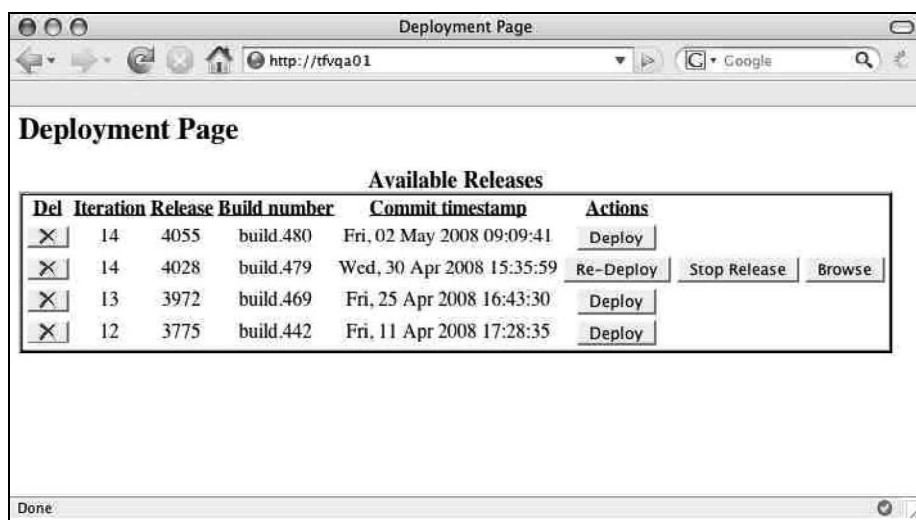 Deployment Page
http://tfvqa01
Google
Deployment Page
Available Releases
Del Iteration Release Build number Commit timestamp Actions
14 4055 build.480 Fri, 02 May 2008 09:09:41 Deploy
14 4028 build.479 Wed, 30 Apr 2008 15:35:59 Re-Deploy Stop Release Browse
13 3972 build.469 Fri, 25 Apr 2008 16:43:30 Deploy
12 3775 build.442 Fri, 11 Apr 2008 17:28:35 Deploy
Done